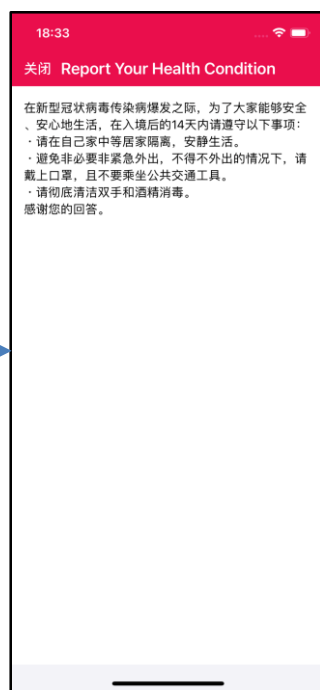 18:33
关闭 Report Your Health Condition
在新型冠状病毒传染病爆发之际，为了大家能够安全
、安心地生活，在入境后的14天内请遵守以下事项：
・请在自己家中等居家隔离，安静生活。
・避免非必要非紧急外出，不得不外出的情况下，请
戴上口罩，且不要乘坐公共交通工具。
・请彻底清洁双手和酒精消毒。
感谢您的回答。